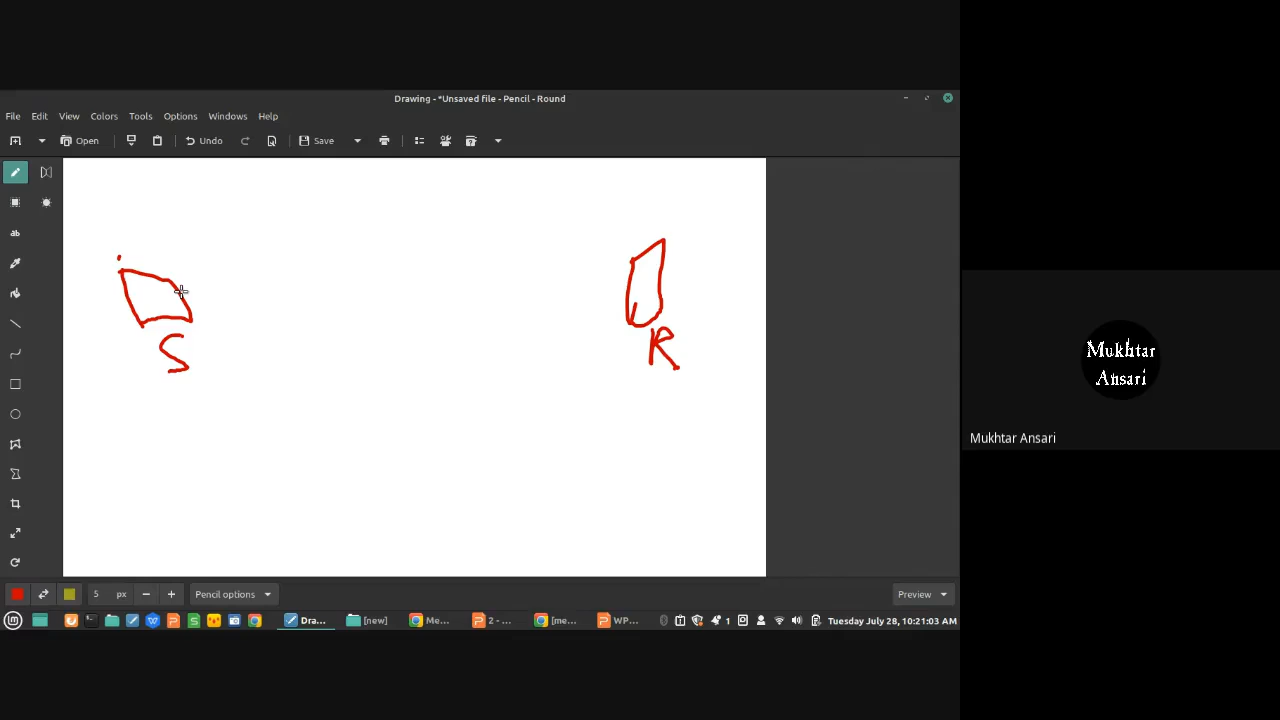 Drawing - *Unsaved file - Pencil - Round
File Edit View Colors Tools Options Windows Help
Open Undo Save
ab
S
R
Mukhtar
Ansari
Mukhtar Ansari
5 px Pencil options Preview
Dra... [new] Me... 2 - ... [me... WP... 1 Tuesday July 28, 10:21:03 AM